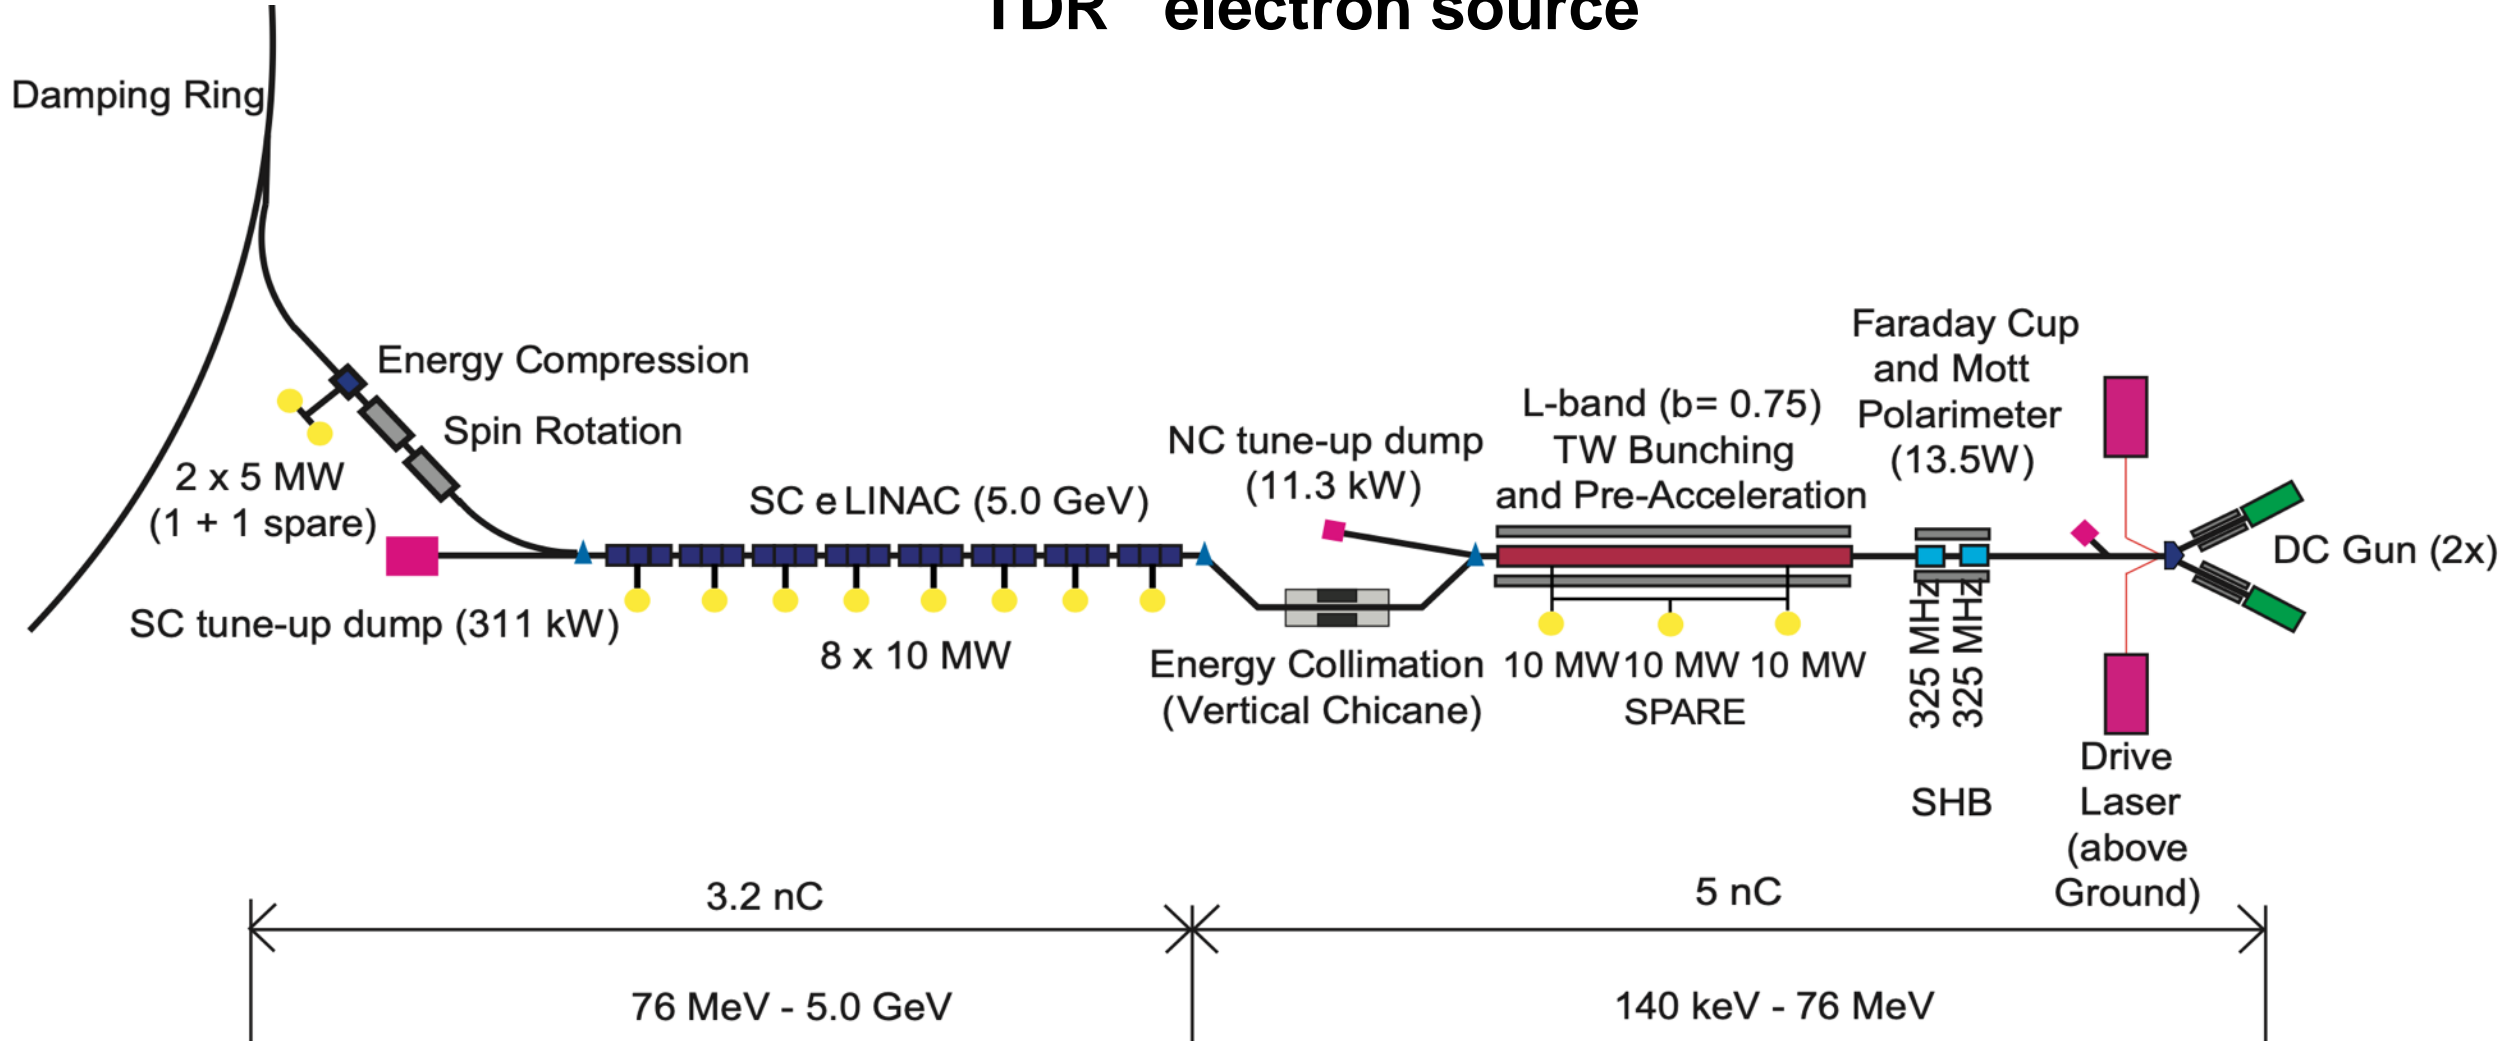 TDR electron source
Damping Ring
Energy Compression
Spin Rotation
2 x 5 MW
(1 + 1 spare)
SC tune-up dump (311 kW)
SC e LINAC (5.0 GeV)
8 x 10 MW
NC tune-up dump
(11.3 kW)
Energy Collimation
(Vertical Chicane)
L-band (b= 0.75)
TW Bunching
and Pre-Acceleration
10 MW 10 MW 10 MW
SPARE
325 MHz
325 MHz
SHB
Faraday Cup
and Mott
Polarimeter
(13.5W)
DC Gun (2x)
Drive
Laser
(above
Ground)
3.2 nC
5 nC
76 MeV - 5.0 GeV
140 keV - 76 MeV